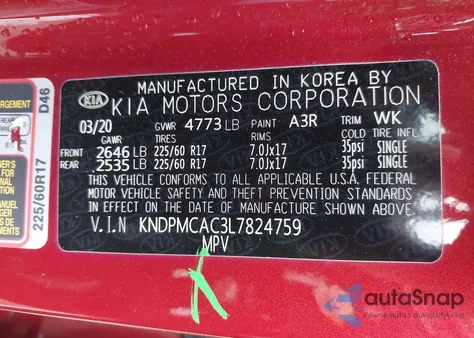 MANUFACTURED IN KOREA BY
KIA KIA MOTORS CORPORATION
03/20 GVWR 4773 LB PAINT A3R TRIM WK
GAWR TIRES RIMS COLD TIRE INFL
FRONT 2646 LB 225/60 R17 7.0Jx17 35psi SINGLE
REAR 2535 LB 225/60 R17 7.0Jx17 35psi SINGLE
THIS VEHICLE CONFORMS TO ALL APPLICABLE U.S.A. FEDERAL
MOTOR VEHICLE SAFETY AND THEFT PREVENTION STANDARDS
IN EFFECT ON THE DATE OF MANUFACTURE SHOWN ABOVE.
V.I.N KNDPMCAC3L7824759
MPV
D46
225/60R17
REAR
autoSnap